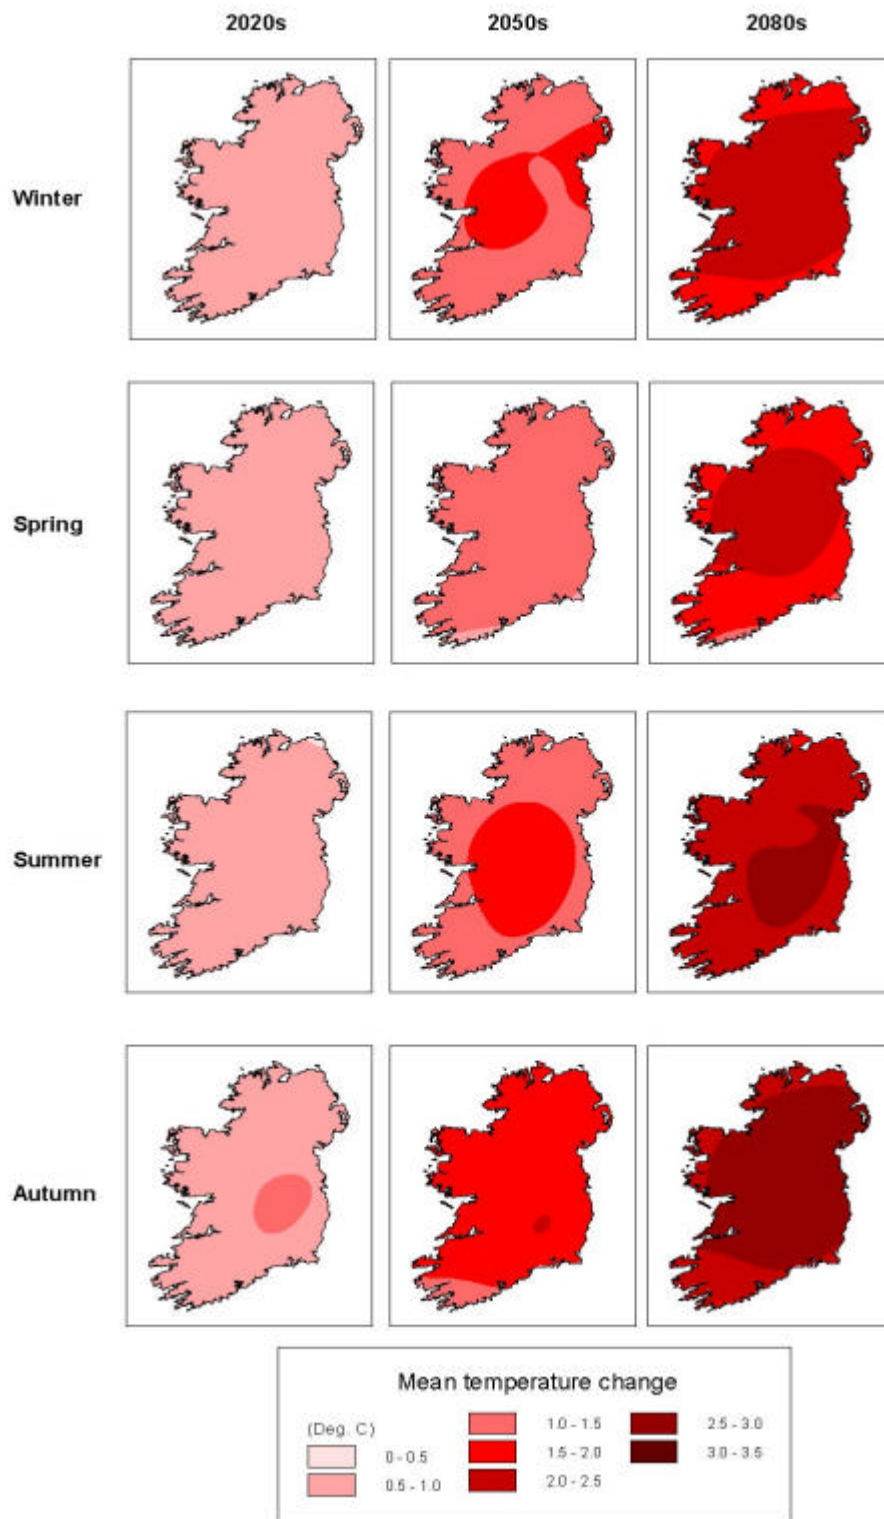 2020s 2050s 2080s
Winter
Spring
Summer
Autumn
Mean temperature change
(Deg. C)
0 - 0.5
0.5 - 1.0
1.0 - 1.5
1.5 - 2.0
2.0 - 2.5
2.5 - 3.0
3.0 - 3.5